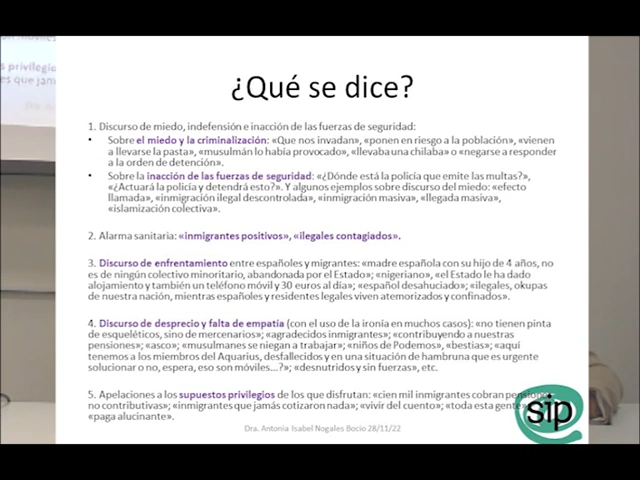 s privilegio
es que jam
¿Qué se dice?
1. Discurso de miedo, indefensión e inacción de las fuerzas de seguridad:
• Sobre el miedo y la criminalización: «Que nos invadan», «ponen en riesgo a la población», «vienen
a llevarse la pasta», «musulmán lo había provocado», «llevaba una chilaba» o «negarse a responder
a la orden de detención».
• Sobre la inacción de las fuerzas de seguridad: «¿Dónde está la policía que emite las multas?»,
«¿Actuará la policía y detendrá esto?». Y algunos ejemplos sobre discurso del miedo: «efecto
llamada», «inmigración ilegal descontrolada», «inmigración masiva», «llegada masiva»,
«islamización colectiva».
2. Alarma sanitaria: «inmigrantes positivos», «ilegales contagiados».
3. Discurso de enfrentamiento entre españoles y migrantes: «madre española con su hijo de 4 años, no
es de ningún colectivo minoritario, abandonada por el Estado»; «nigeriano», «el Estado le ha dado
alojamiento y también un teléfono móvil y 30 euros al día»; «español desahuciado»; «ilegales, okupas
de nuestra nación, mientras españoles y residentes legales viven atemorizados y confinados».
4. Discurso de desprecio y falta de empatía (con el uso de la ironía en muchos casos): «no tienen pinta
de esqueléticos, sino de mercenarios»; «agradecidos inmigrantes»; «contribuyendo a nuestras
pensiones»; «asco»; «musulmanes se niegan a trabajar»; «niños de Podemos», «bestias»; «aquí
tenemos a los miembros del Aquarius, desfallecidos y en una situación de hambruna que es urgente
solucionar o no, espera, eso son móviles...?»; «desnutridos y sin fuerzas», etc.
5. Apelaciones a los supuestos privilegios de los que disfrutan: «cien mil inmigrantes cobran pensiones
no contributivas»; «inmigrantes que jamás cotizaron nada»; «vivir del cuento»; «toda esta gente»
«paga alucinante».
Dra. Antonia Isabel Nogales Bocio 28/11/22
sip